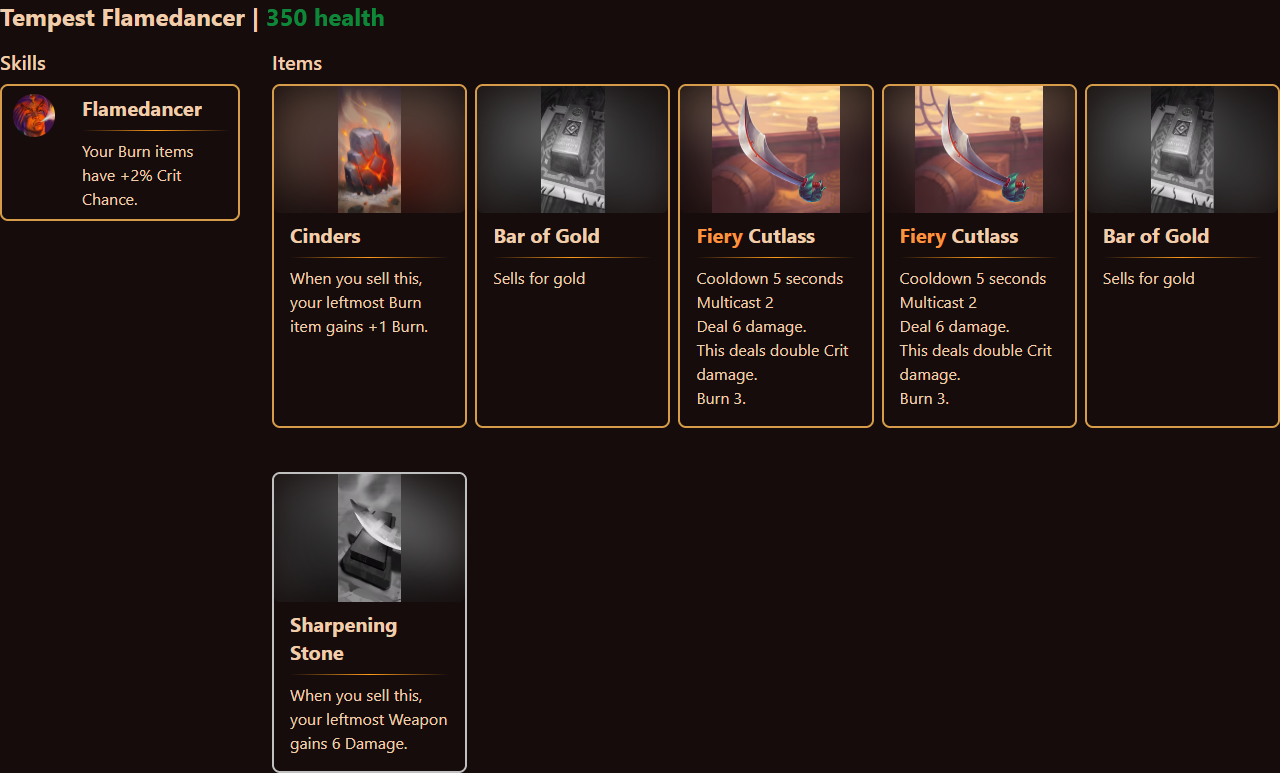 Tempest Flamedancer | 350 health
Skills
Flamedancer
Your Burn items
have +2% Crit
Chance.
Items
Cinders
When you sell this,
your leftmost Burn
item gains +1 Burn.
Bar of Gold
Sells for gold
Fiery Cutlass
Cooldown 5 seconds
Multicast 2
Deal 6 damage.
This deals double Crit
damage.
Burn 3.
Fiery Cutlass
Cooldown 5 seconds
Multicast 2
Deal 6 damage.
This deals double Crit
damage.
Burn 3.
Bar of Gold
Sells for gold
Sharpening
Stone
When you sell this,
your leftmost Weapon
gains 6 Damage.